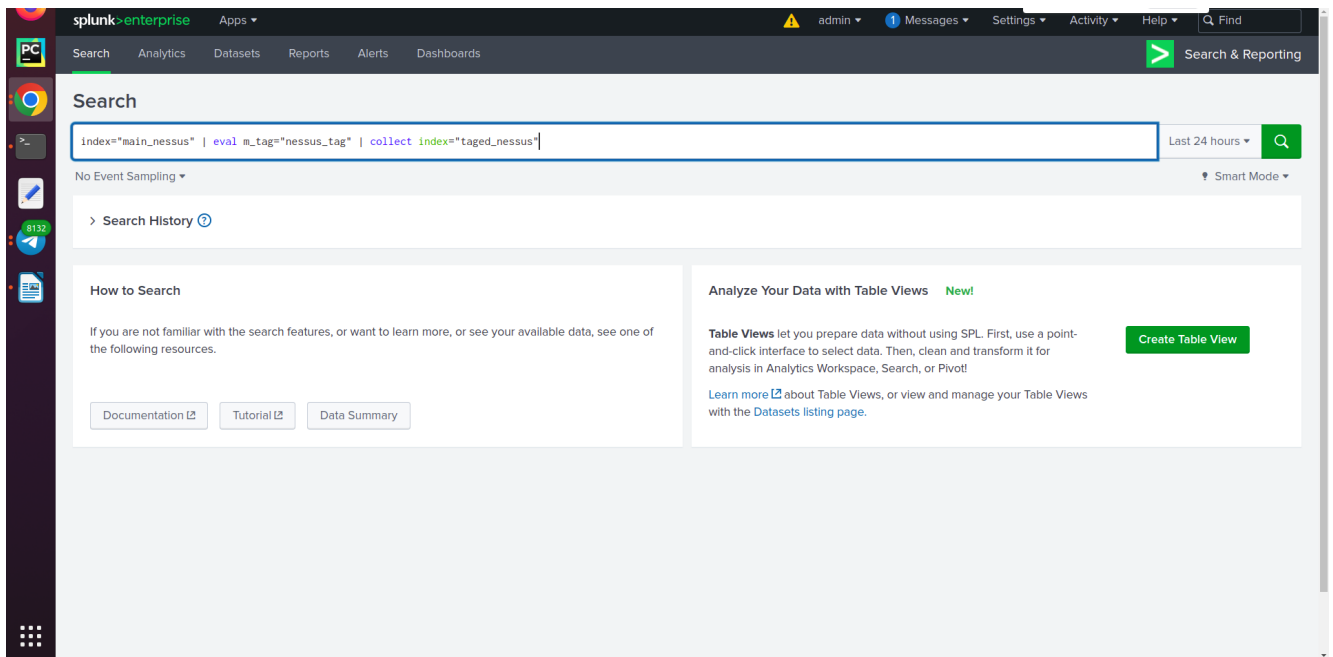 splunk>enterprise Apps ▾ admin ▾ 1 Messages ▾ Settings ▾ Activity ▾ Help ▾ Find
PC
Search Analytics Datasets Reports Alerts Dashboards > Search & Reporting
Search
index="main_nessus" | eval m_tag="nessus_tag" | collect index="taged_nessus" Last 24 hours ▾
No Event Sampling ▾ Smart Mode ▾
> Search History ?
8132
How to Search
If you are not familiar with the search features, or want to learn more, or see your available data, see one of
the following resources.
Documentation Tutorial Data Summary
Analyze Your Data with Table Views New!
Table Views let you prepare data without using SPL. First, use a point-
and-click interface to select data. Then, clean and transform it for
analysis in Analytics Workspace, Search, or Pivot!
Learn more about Table Views, or view and manage your Table Views
with the Datasets listing page.
Create Table View